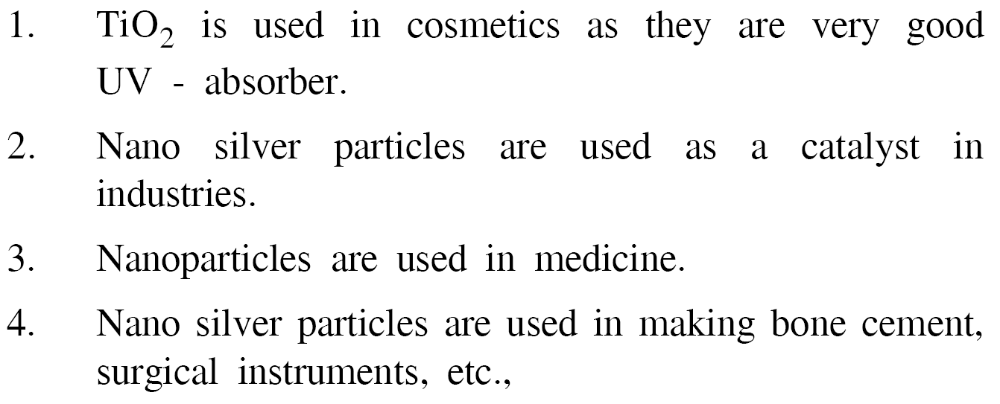 1. TiO₂ is used in cosmetics as they are very good
UV - absorber.
2. Nano silver particles are used as a catalyst in
industries.
3. Nanoparticles are used in medicine.
4. Nano silver particles are used in making bone cement,
surgical instruments, etc.,